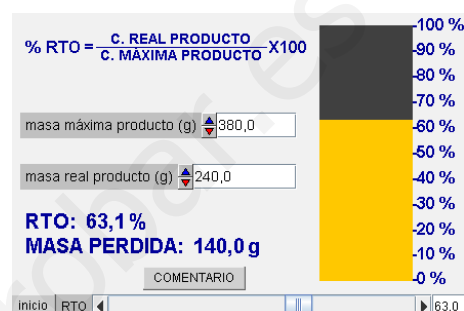 % RTO = C. REAL PRODUCTO
C. MÁXIMA PRODUCTO X100
masa máxima producto (g) 380,0
masa real producto (g) 240,0
RTO: 63,1%
MASA PERDIDA: 140,0 g
COMENTARIO
100 %
90 %
80 %
70 %
60 %
50 %
40 %
30 %
20 %
10 %
0 %
inicio RTO 63.0